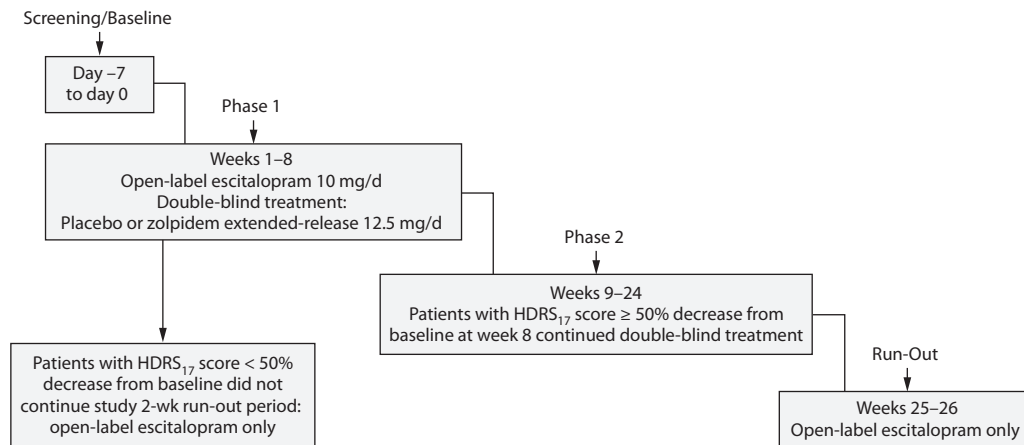 Screening/Baseline
Day –7
to day 0
Phase 1
Weeks 1–8
Open-label escitalopram 10 mg/d
Double-blind treatment:
Placebo or zolpidem extended-release 12.5 mg/d
Phase 2
Weeks 9–24
Patients with HDRS₁₇ score ≥ 50% decrease from
baseline at week 8 continued double-blind treatment
Patients with HDRS₁₇ score < 50%
decrease from baseline did not
continue study 2-wk run-out period:
open-label escitalopram only
Run-Out
Weeks 25–26
Open-label escitalopram only